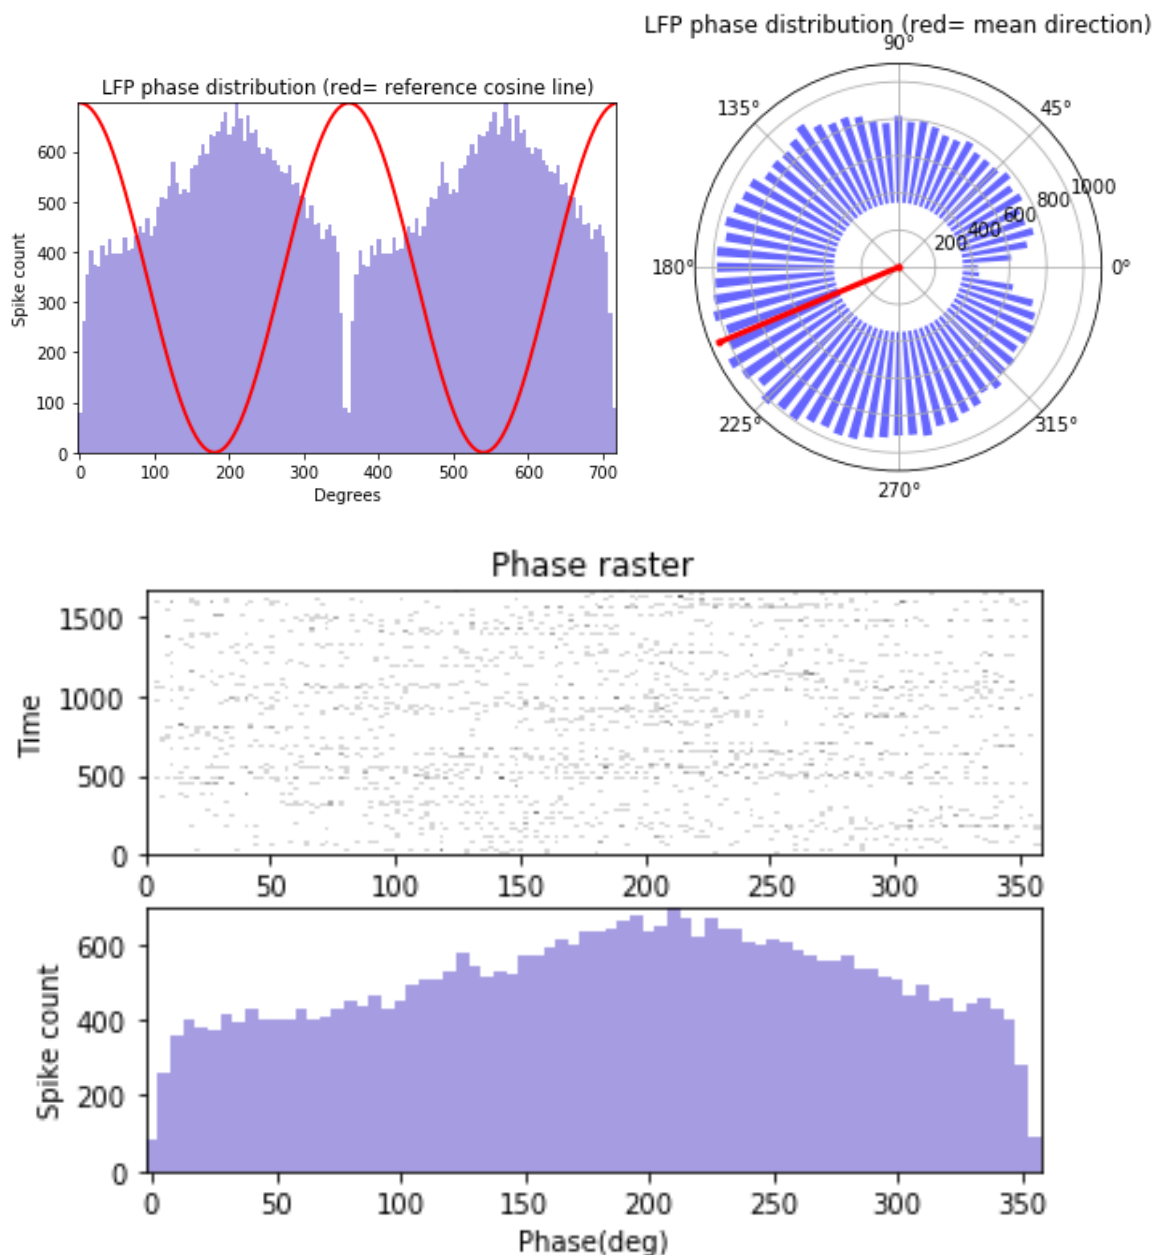 LFP phase distribution (red= reference cosine line)
600
500
400
300
200
100
0
Spike count
0 100 200 300 400 500 600 700
Degrees
LFP phase distribution (red= mean direction)
90°
135° 45°
1000
800
600
400
200
180° 0°
225° 315°
270°
Phase raster
1500
1000
500
0
Time
0 50 100 150 200 250 300 350
600
400
200
0
Spike count
0 50 100 150 200 250 300 350
Phase(deg)